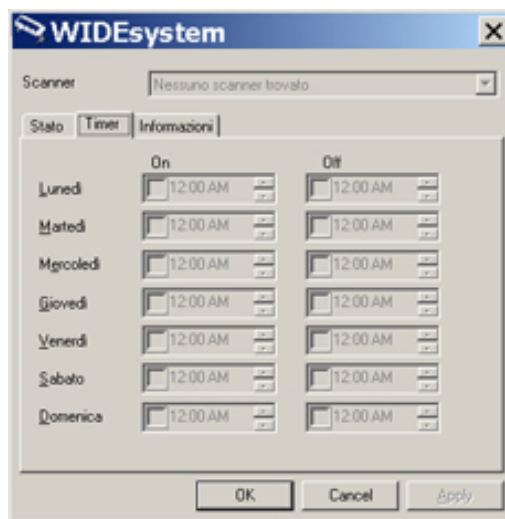 WIDEsystem
Scanner Nessuno scanner trovato
Stato Timer Informazioni
On Off
Lunedì 12:00 AM 12:00 AM
Martedì 12:00 AM 12:00 AM
Mercoledì 12:00 AM 12:00 AM
Giovedì 12:00 AM 12:00 AM
Venerdì 12:00 AM 12:00 AM
Sabato 12:00 AM 12:00 AM
Domenica 12:00 AM 12:00 AM
OK Cancel Apply